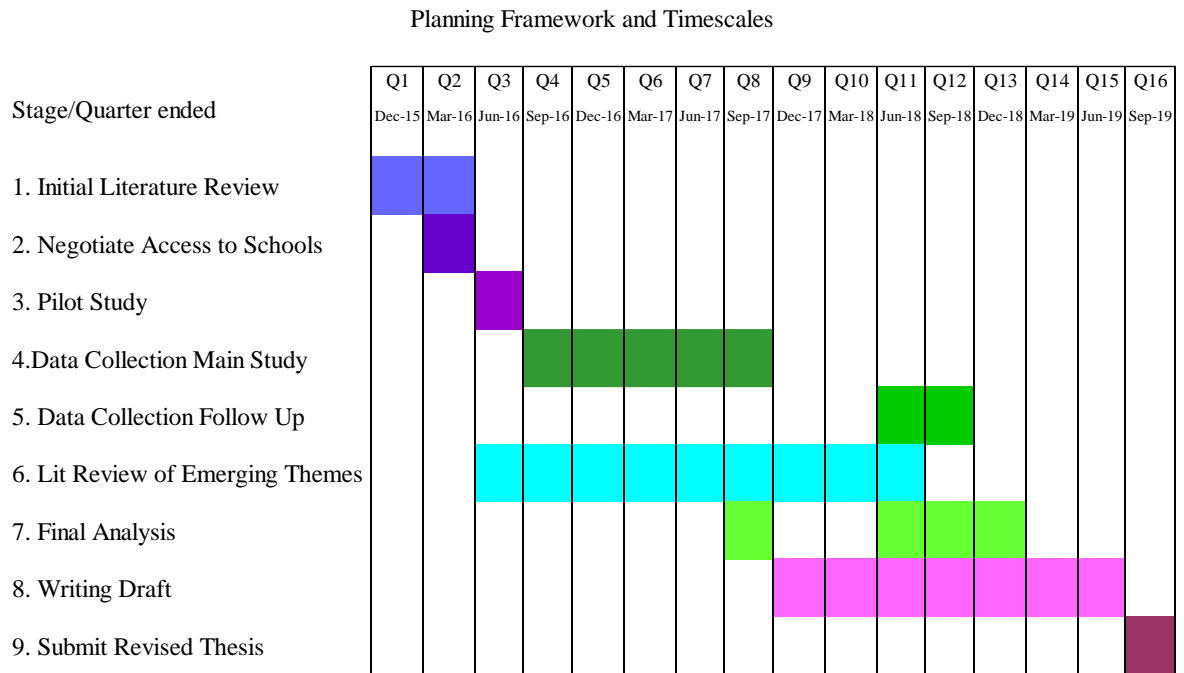 Planning Framework and Timescales
Q1 Q2 Q3 Q4 Q5 Q6 Q7 Q8 Q9 Q10 Q11 Q12 Q13 Q14 Q15 Q16
Stage/Quarter ended
Dec-15 Mar-16 Jun-16 Sep-16 Dec-16 Mar-17 Jun-17 Sep-17 Dec-17 Mar-18 Jun-18 Sep-18 Dec-18 Mar-19 Jun-19 Sep-19
1. Initial Literature Review
2. Negotiate Access to Schools
3. Pilot Study
4.Data Collection Main Study
5. Data Collection Follow Up
6. Lit Review of Emerging Themes
7. Final Analysis
8. Writing Draft
9. Submit Revised Thesis